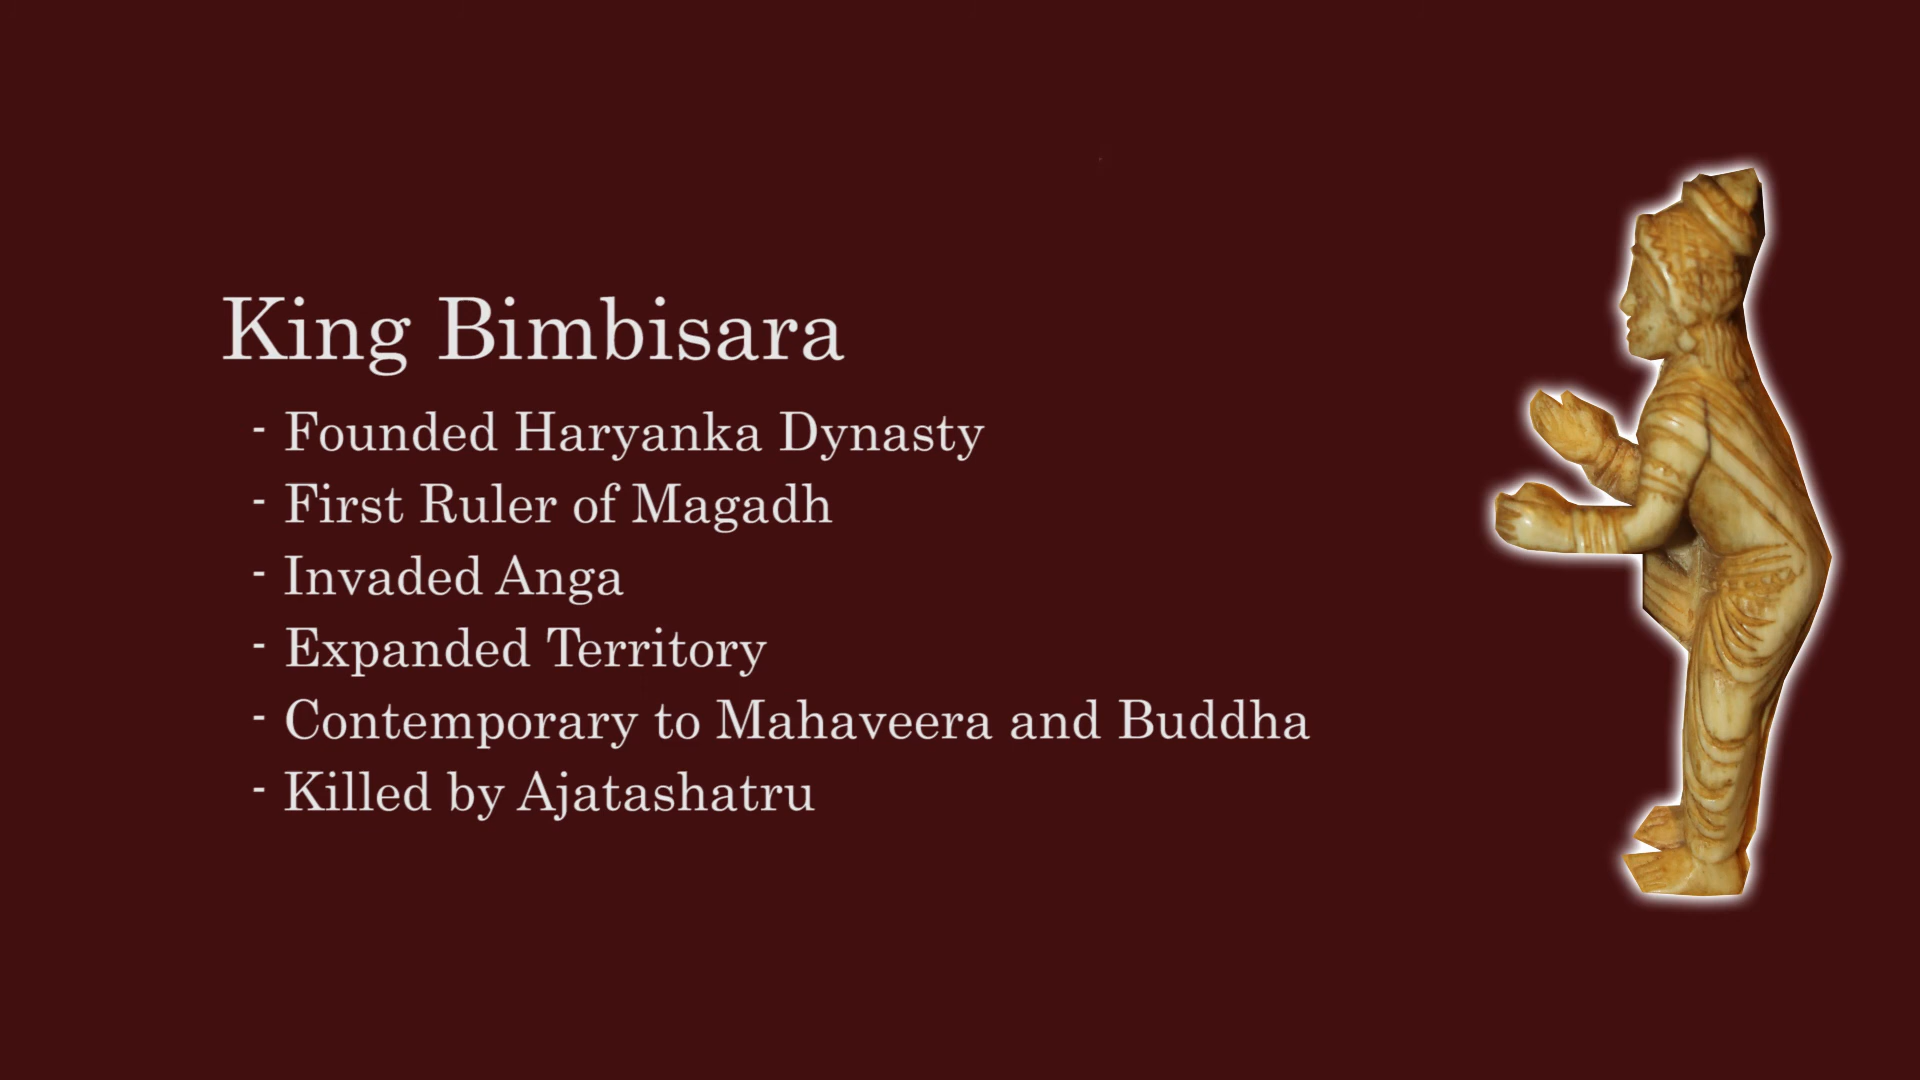 King Bimbisara
- Founded Haryanka Dynasty
- First Ruler of Magadh
- Invaded Anga
- Expanded Territory
- Contemporary to Mahaveera and Buddha
- Killed by Ajatashatru